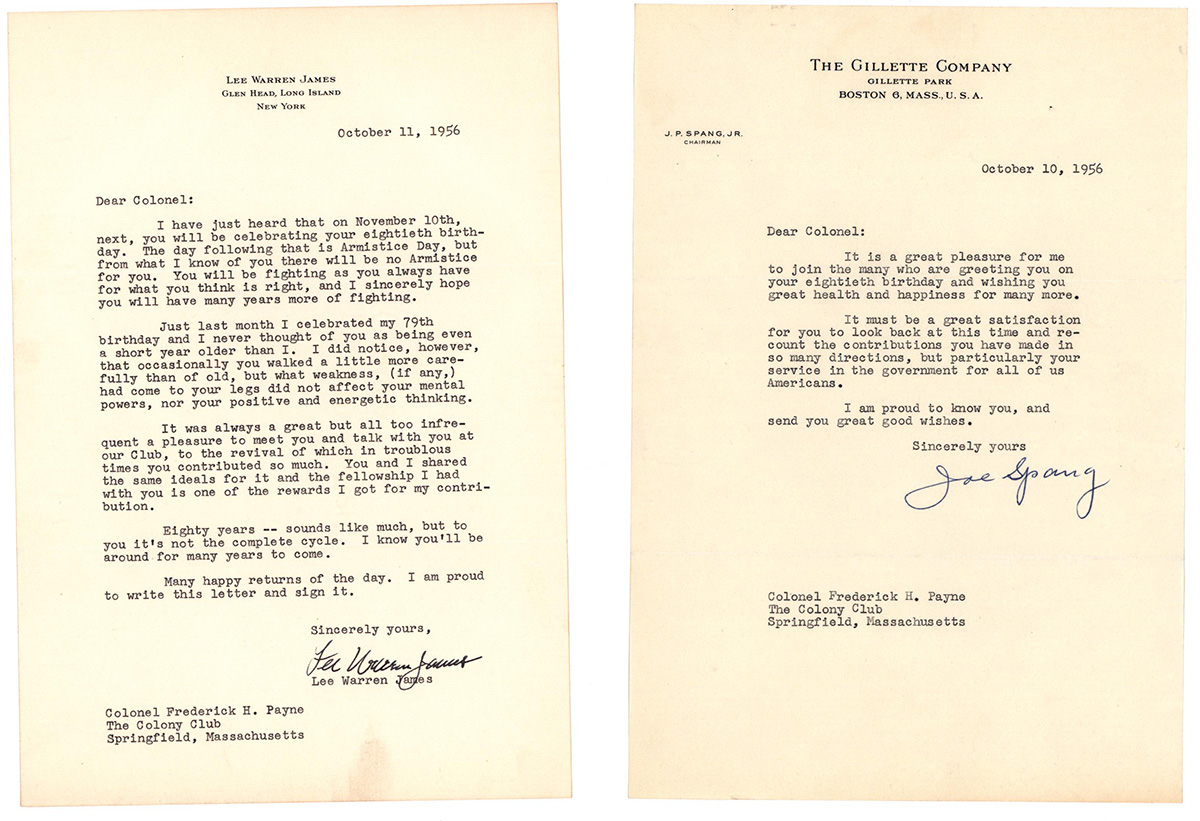 LEE WARREN JAMES
GLEN HEAD, LONG ISLAND
NEW YORK
October 11, 1956
Dear Colonel:
I have just heard that on November 10th,
next, you will be celebrating your eightieth birth-
day. The day following that is Armistice Day, but
from what I know of you there will be no Armistice
for you. You will be fighting as you always have
for what you think is right, and I sincerely hope
you will have many years more of fighting.
Just last month I celebrated my 79th
birthday and I never thought of you as being even
a short year older than I. I did notice, however,
that occasionally you walked a little more care-
fully than of old, but what weakness, (if any,)
had come to your legs did not affect your mental
powers, nor your positive and energetic thinking.
It was always a great but all too infre-
quent a pleasure to meet you and talk with you at
our Club, to the revival of which in troublous
times you contributed so much. You and I shared
the same ideals for it and the fellowship I had
with you is one of the rewards I got for my contri-
bution.
Eighty years -- sounds like much, but to
you it's not the complete cycle. I know you'll be
around for many years to come.
Many happy returns of the day. I am proud
to write this letter and sign it.
Sincerely yours,
Lee Warren James
Lee Warren James
Colonel Frederick H. Payne
The Colony Club
Springfield, Massachusetts
THE GILLETTE COMPANY
GILLETTE PARK
BOSTON 6, MASS., U. S. A.
J. P. SPANG, JR.
CHAIRMAN
October 10, 1956
Dear Colonel:
It is a great pleasure for me
to join the many who are greeting you on
your eightieth birthday and wishing you
great health and happiness for many more.
It must be a great satisfaction
for you to look back at this time and re-
count the contributions you have made in
so many directions, but particularly your
service in the government for all of us
Americans.
I am proud to know you, and
send you great good wishes.
Sincerely yours
Joe Spang
Colonel Frederick H. Payne
The Colony Club
Springfield, Massachusetts